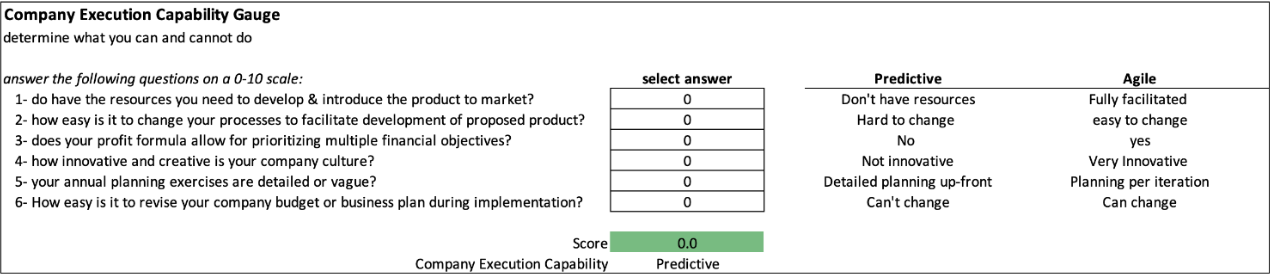 Company Execution Capability Gauge
determine what you can and cannot do
answer the following questions on a 0-10 scale: select answer Predictive Agile
1- do have the resources you need to develop & introduce the product to market? 0 Don't have resources Fully facilitated
2- how easy is it to change your processes to facilitate development of proposed product? 0 Hard to change easy to change
3- does your profit formula allow for prioritizing multiple financial objectives? 0 No yes
4- how innovative and creative is your company culture? 0 Not innovative Very Innovative
5- your annual planning exercises are detailed or vague? 0 Detailed planning up-front Planning per iteration
6- How easy is it to revise your company budget or business plan during implementation? 0 Can't change Can change
Score 0.0
Company Execution Capability Predictive